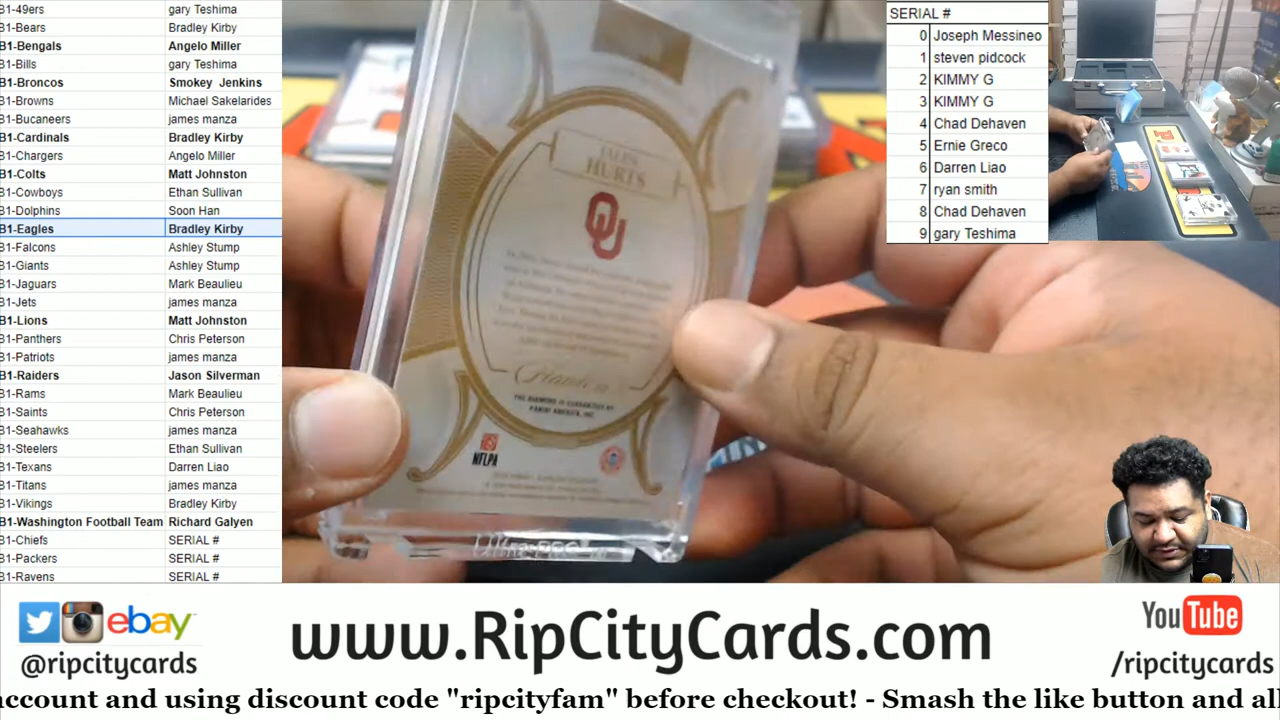 B1-49ers gary Teshima
B1-Bears Bradley Kirby
B1-Bengals Angelo Miller
B1-Bills gary Teshima
B1-Broncos Smokey Jenkins
B1-Browns Michael Sakelarides
B1-Bucaneers james manza
B1-Cardinals Bradley Kirby
B1-Chargers Angelo Miller
B1-Colts Matt Johnston
B1-Cowboys Ethan Sullivan
B1-Dolphins Soon Han
B1-Eagles Bradley Kirby
B1-Falcons Ashley Stump
B1-Giants Ashley Stump
B1-Jaguars Mark Beaulieu
B1-Jets james manza
B1-Lions Matt Johnston
B1-Panthers Chris Peterson
B1-Patriots james manza
B1-Raiders Jason Silverman
B1-Rams Mark Beaulieu
B1-Saints Chris Peterson
B1-Seahawks james manza
B1-Steelers Ethan Sullivan
B1-Texans Darren Liao
B1-Titans james manza
B1-Vikings Bradley Kirby
B1-Washington Football Team Richard Galyen
B1-Chiefs SERIAL #
B1-Packers SERIAL #
B1-Ravens SERIAL #
JALEN
HURTS
OU
THE AUTOGRAPH IS GUARANTEED BY
PANINI AMERICA, INC.
NFLPA
SERIAL #
0 Joseph Messineo
1 steven pidcock
2 KIMMY G
3 KIMMY G
4 Chad Dehaven
5 Ernie Greco
6 Darren Liao
7 ryan smith
8 Chad Dehaven
9 gary Teshima
ebay
@ripcitycards
www.RipCityCards.com
YouTube
/ripcitycards
account and using discount code "ripcityfam" before checkout! - Smash the like button and all